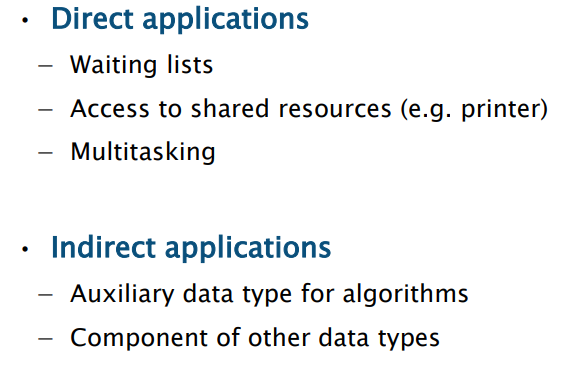 • Direct applications
– Waiting lists
– Access to shared resources (e.g. printer)
– Multitasking
• Indirect applications
– Auxiliary data type for algorithms
– Component of other data types